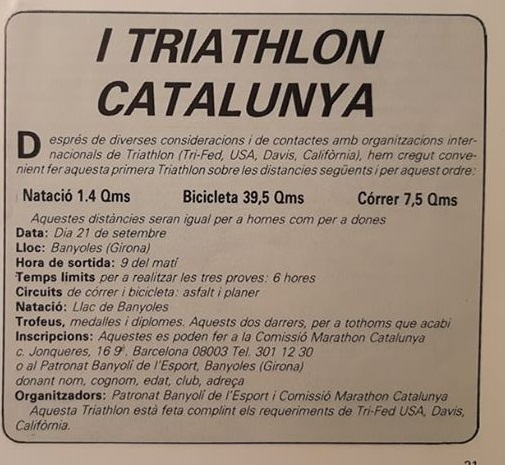 I TRIATHLON
CATALUNYA
Després de diverses consideracions i de contactes amb organitzacions inter-
nacionals de Triathlon (Tri-Fed, USA, Davis, Califòrnia), hem cregut conve-
nient fer aquesta primera Triathlon sobre les distancies següents i per aquest ordre:
Natació 1.4 Qms Bicicleta 39,5 Qms Córrer 7,5 Qms
Aquestes distàncies seran igual per a homes com per a dones
Data: Dia 21 de setembre
Lloc: Banyoles (Girona)
Hora de sortida: 9 del matí
Temps límits per a realitzar les tres proves: 6 hores
Circuits de córrer i bicicleta: asfalt i planer
Natació: Llac de Banyoles
Trofeus, medalles i diplomes. Aquests dos darrers, per a tothoms que acabi
Inscripcions: Aquestes es poden fer a la Comissió Marathon Catalunya
c. Jonqueres, 16 9º. Barcelona 08003 Tel. 301 12 30
o al Patronat Banyolí de l'Esport, Banyoles (Girona)
donant nom, cognom, edat, club, adreça
Organitzadors: Patronat Banyolí de l'Esport i Comissió Marathon Catalunya
Aquesta Triathlon està feta complint els requeriments de Tri-Fed USA, Davis,
Califòrnia.